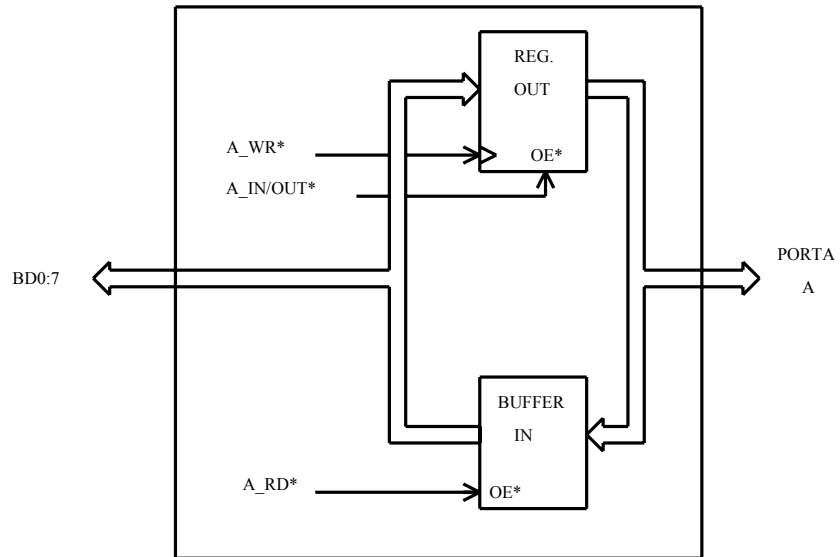 REG.
OUT
A_WR*
OE*
A_IN/OUT*
BD0:7
PORTA
A
BUFFER
IN
A_RD*
OE*